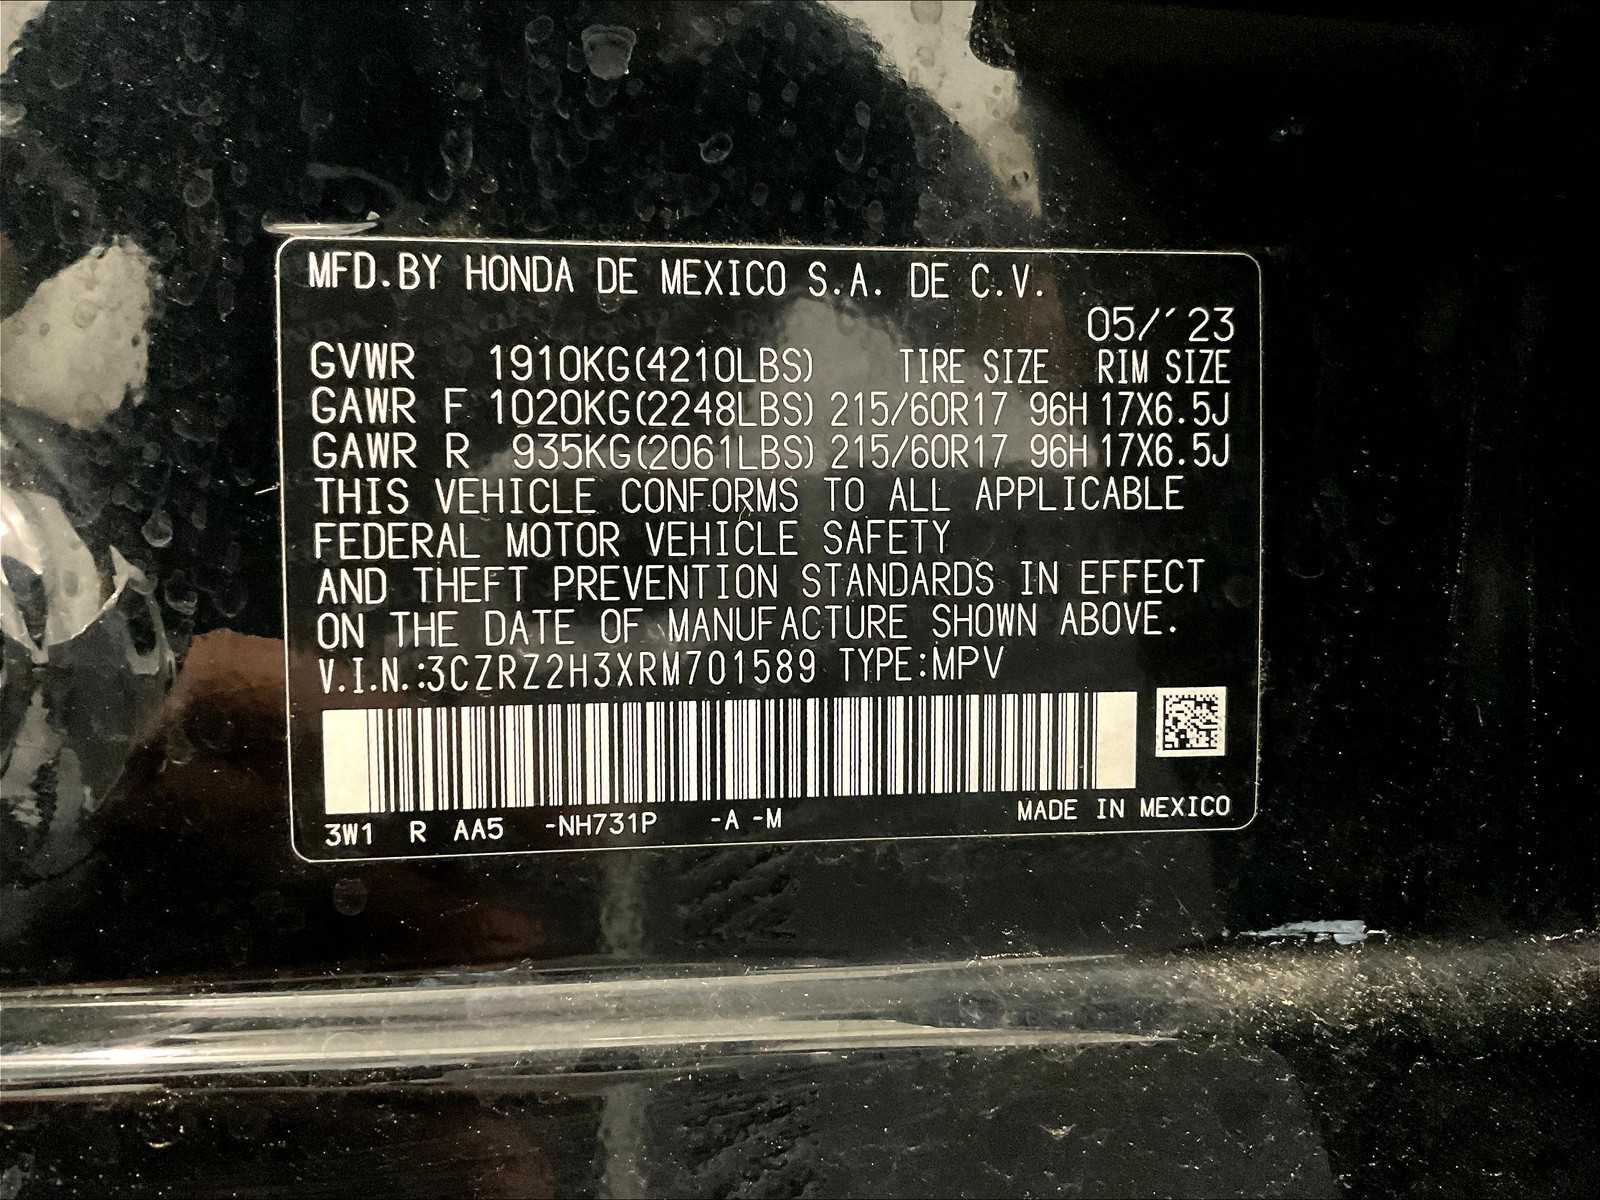 MFD.BY HONDA DE MEXICO S.A. DE C.V.
05/´23
GVWR 1910KG(4210LBS) TIRE SIZE RIM SIZE
GAWR F 1020KG(2248LBS) 215/60R17 96H 17X6.5J
GAWR R 935KG(2061LBS) 215/60R17 96H 17X6.5J
THIS VEHICLE CONFORMS TO ALL APPLICABLE
FEDERAL MOTOR VEHICLE SAFETY
AND THEFT PREVENTION STANDARDS IN EFFECT
ON THE DATE OF MANUFACTURE SHOWN ABOVE.
V.I.N.:3CZRZ2H3XRM701589 TYPE:MPV
3W1 R AA5 -NH731P -A -M MADE IN MEXICO